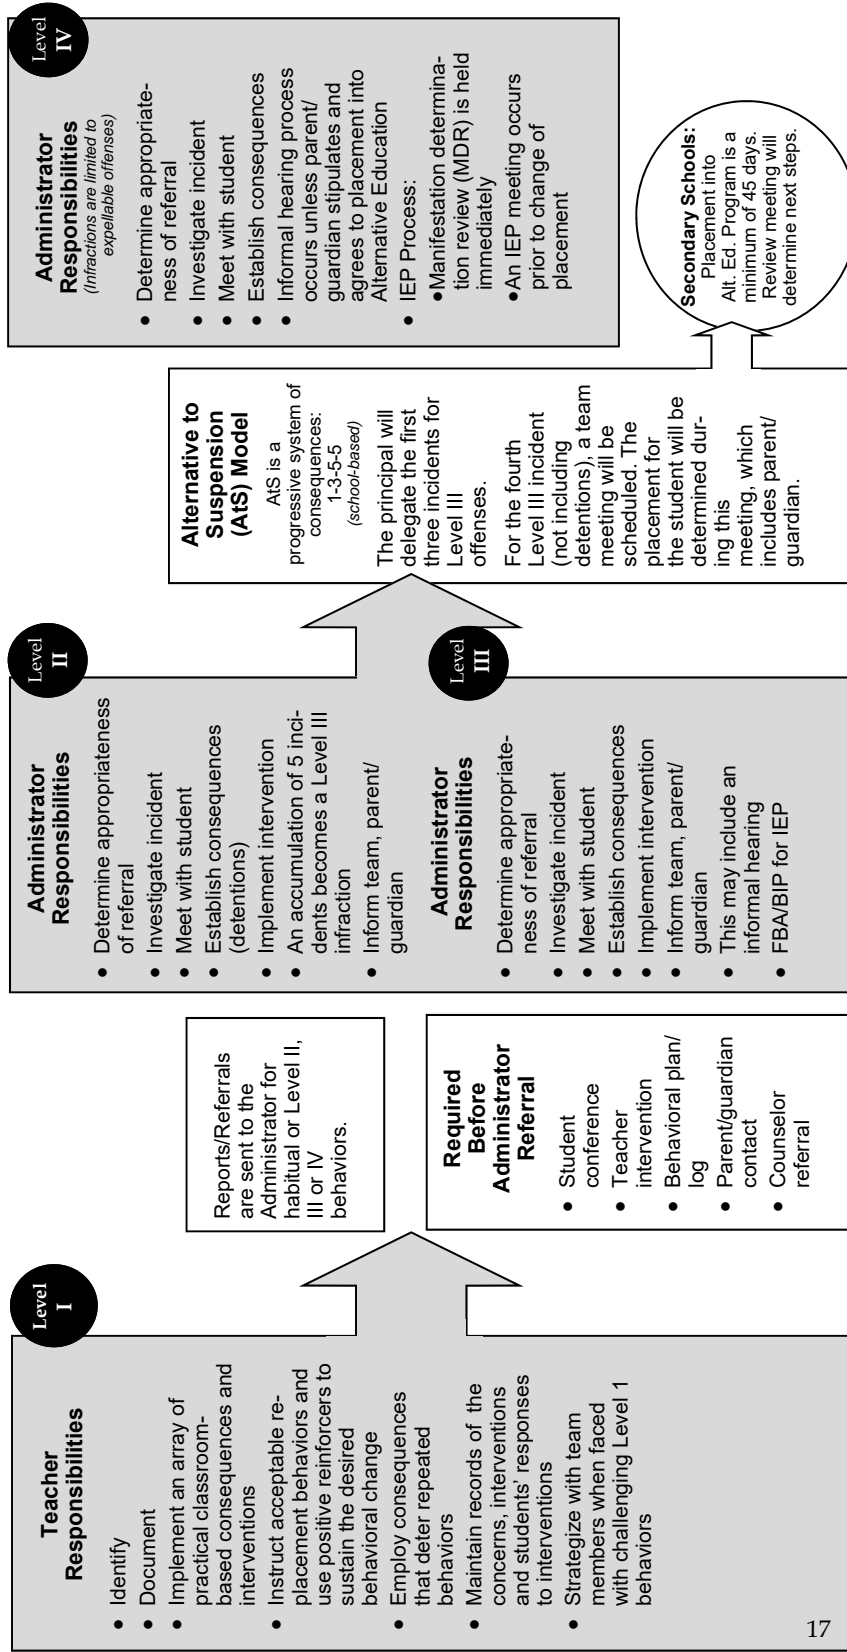 Level
I
Teacher
Responsibilities
• Identify
• Document
• Implement an array of
practical classroom-
based consequences and
interventions
• Instruct acceptable re-
placement behaviors and
use positive reinforcers to
sustain the desired
behavioral change
• Employ consequences
that deter repeated
behaviors
• Maintain records of the
concerns, interventions
and students' responses
to interventions
• Strategize with team
members when faced
with challenging Level 1
behaviors
Reports/Referrals
are sent to the
Administrator for
habitual or Level II,
III or IV
behaviors.
Required
Before
Administrator
Referral
• Student
conference
• Teacher
intervention
• Behavioral plan/
log
• Parent/guardian
contact
• Counselor
referral
Level
II
Administrator
Responsibilities
• Determine appropriateness
of referral
• Investigate incident
• Meet with student
• Establish consequences
(detentions)
• Implement intervention
• An accumulation of 5 inci-
dents becomes a Level III
infraction
• Inform team, parent/
guardian
Level
III
Administrator
Responsibilities
• Determine appropriate-
ness of referral
• Investigate incident
• Meet with student
• Establish consequences
• Implement intervention
• Inform team, parent/
guardian
• This may include an
informal hearing
• FBA/BIP for IEP
Alternative to
Suspension
(AtS) Model
AtS is a
progressive system of
consequences:
1-3-5-5
(school-based)
The principal will
delegate the first
three incidents for
Level III
offenses.
For the fourth
Level III incident
(not including
detentions), a team
meeting will be
scheduled. The
placement for
the student will be
determined dur-
ing this
meeting, which
includes parent/
guardian.
Level
IV
Administrator
Responsibilities
(Infractions are limited to
expellable offenses)
• Determine appropriate-
ness of referral
• Investigate incident
• Meet with student
• Establish consequences
• Informal hearing process
occurs unless parent/
guardian stipulates and
agrees to placement into
Alternative Education
• IEP Process:
•Manifestation determina-
tion review (MDR) is held
immediately
•An IEP meeting occurs
prior to change of
placement
Secondary Schools:
Placement into
Alt. Ed. Program is a
minimum of 45 days.
Review meeting will
determine next steps.
17